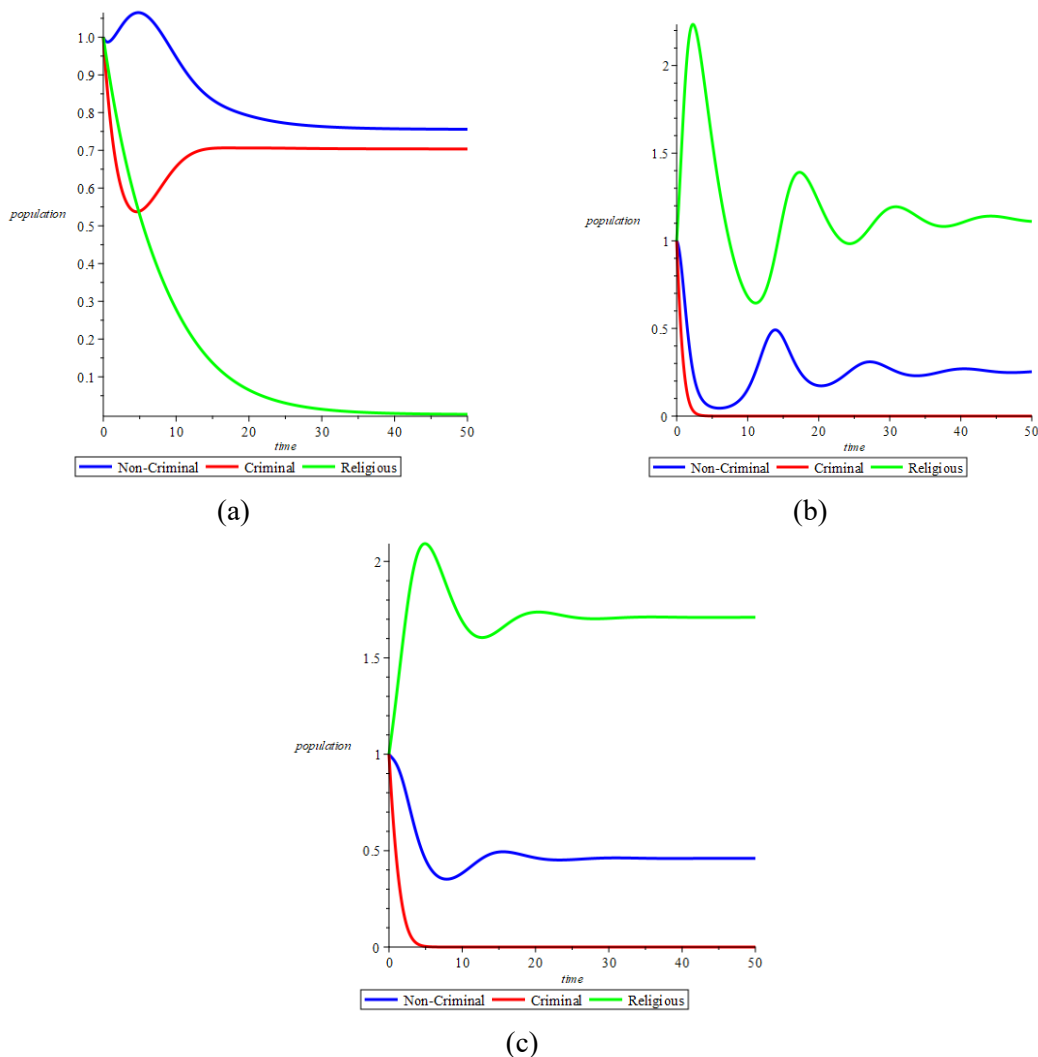 1.0
0.9
0.8
0.7
population
0.6
0.5
0.4
0.3
0.2
0.1
0 10 20 30 40 50
time
Non-Criminal Criminal Religious
(a)
2
1.5
population
1
0.5
0
0 10 20 30 40 50
time
Non-Criminal Criminal Religious
(b)
2
1.5
population
1
0.5
0
0 10 20 30 40 50
time
Non-Criminal Criminal Religious
(c)